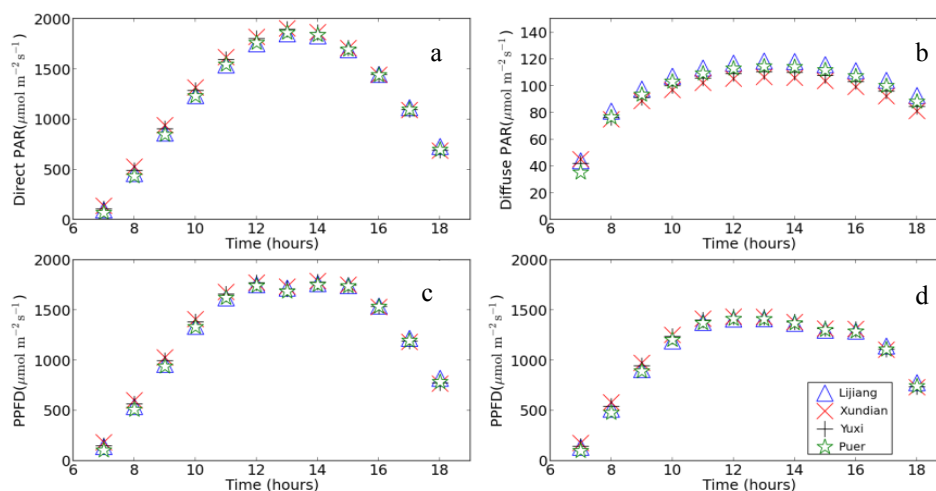 a
2000
1500
1000
500
0
Direct PAR(μmol m−2 s−1)
6 8 10 12 14 16 18
Time (hours)
b
140
120
100
80
60
40
20
0
Diffuse PAR(μmol m−2 s−1)
6 8 10 12 14 16 18
Time (hours)
c
2000
1500
1000
500
0
PPFD(μmol m−2 s−1)
6 8 10 12 14 16 18
Time (hours)
d
2000
1500
1000
500
0
PPFD(μmol m−2 s−1)
6 8 10 12 14 16 18
Time (hours)
Lijiang
Xundian
Yuxi
Puer